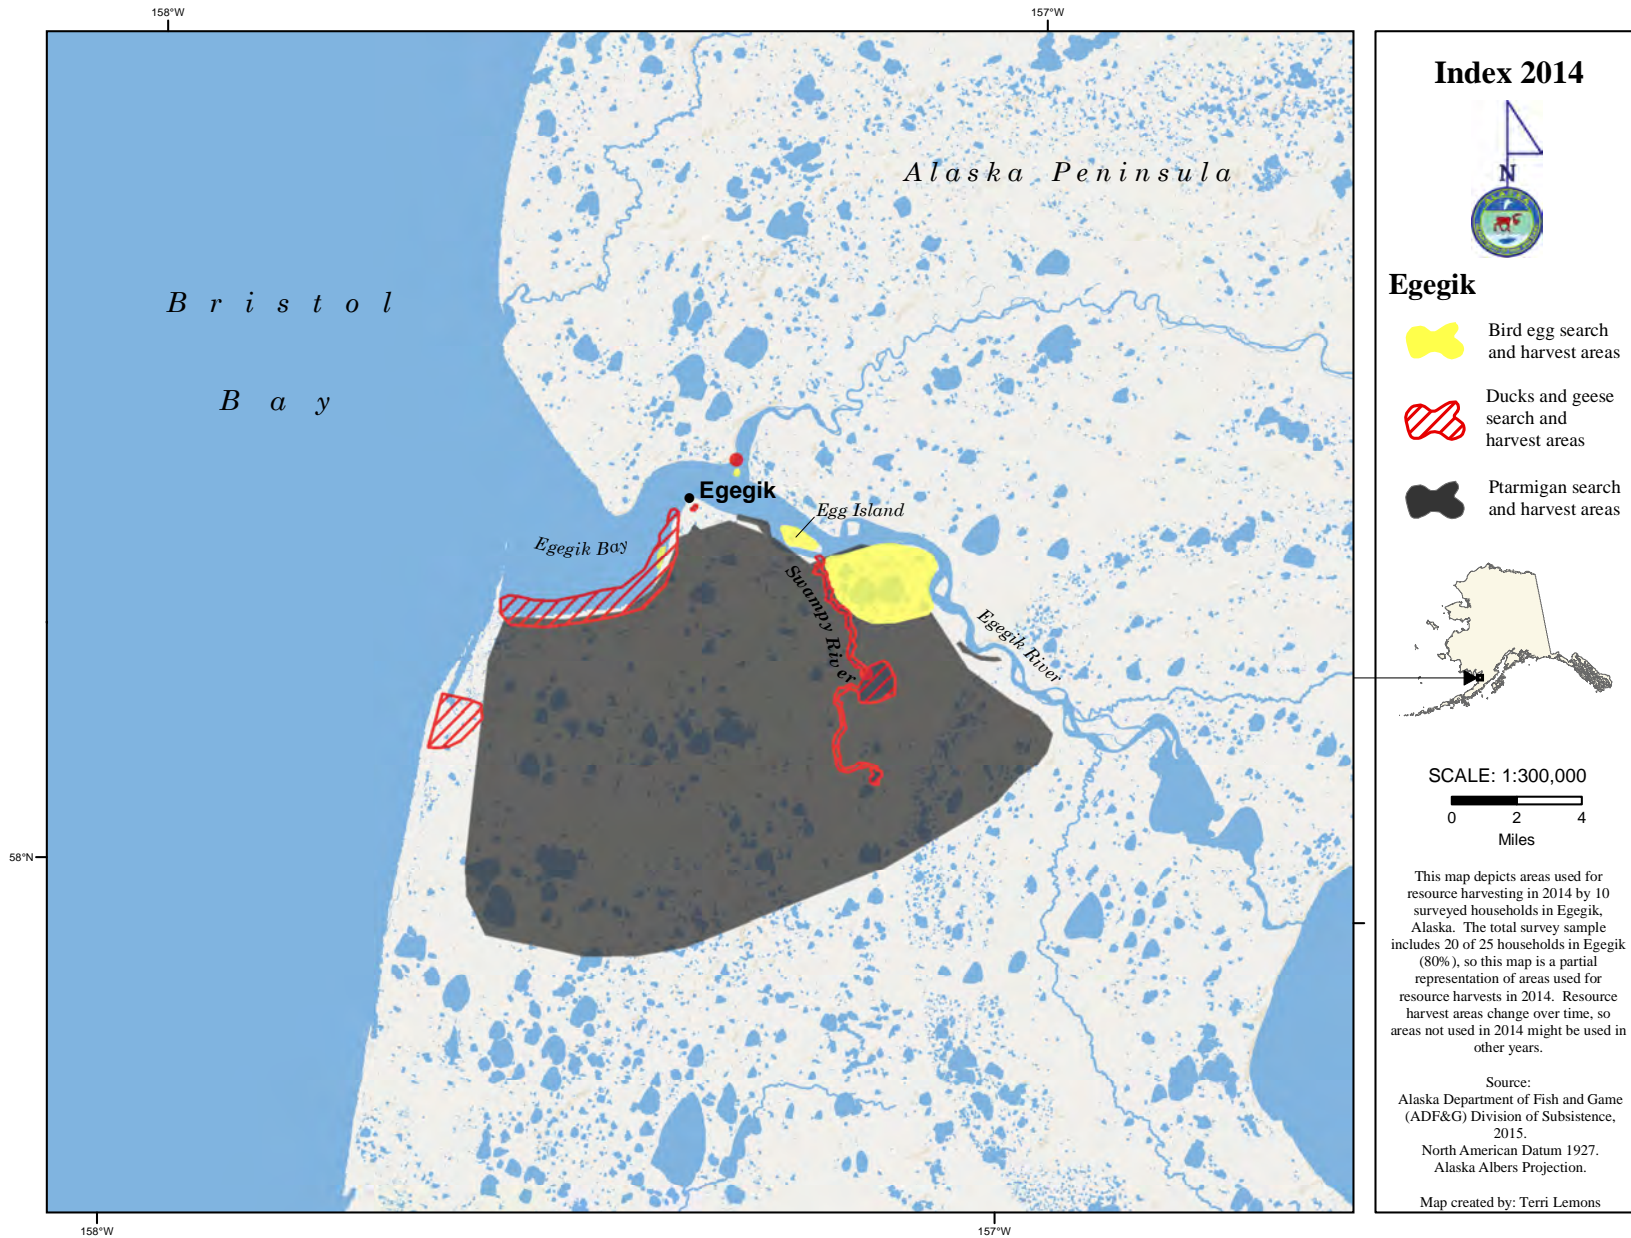 158°W
157°W
Bristol
Bay
Alaska Peninsula
Egegik
Egg Island
Egegik Bay
Swampy River
Egegik River
58°N
158°W
157°W
Index 2014
N
Egegik
Bird egg search
and harvest areas
Ducks and geese
search and
harvest areas
Ptarmigan search
and harvest areas
SCALE: 1:300,000
0 2 4
Miles
This map depicts areas used for
resource harvesting in 2014 by 10
surveyed households in Egegik,
Alaska. The total survey sample
includes 20 of 25 households in Egegik
(80%), so this map is a partial
representation of areas used for
resource harvests in 2014. Resource
harvest areas change over time, so
areas not used in 2014 might be used in
other years.
Source:
Alaska Department of Fish and Game
(ADF&G) Division of Subsistence,
2015.
North American Datum 1927.
Alaska Albers Projection.
Map created by: Terri Lemons